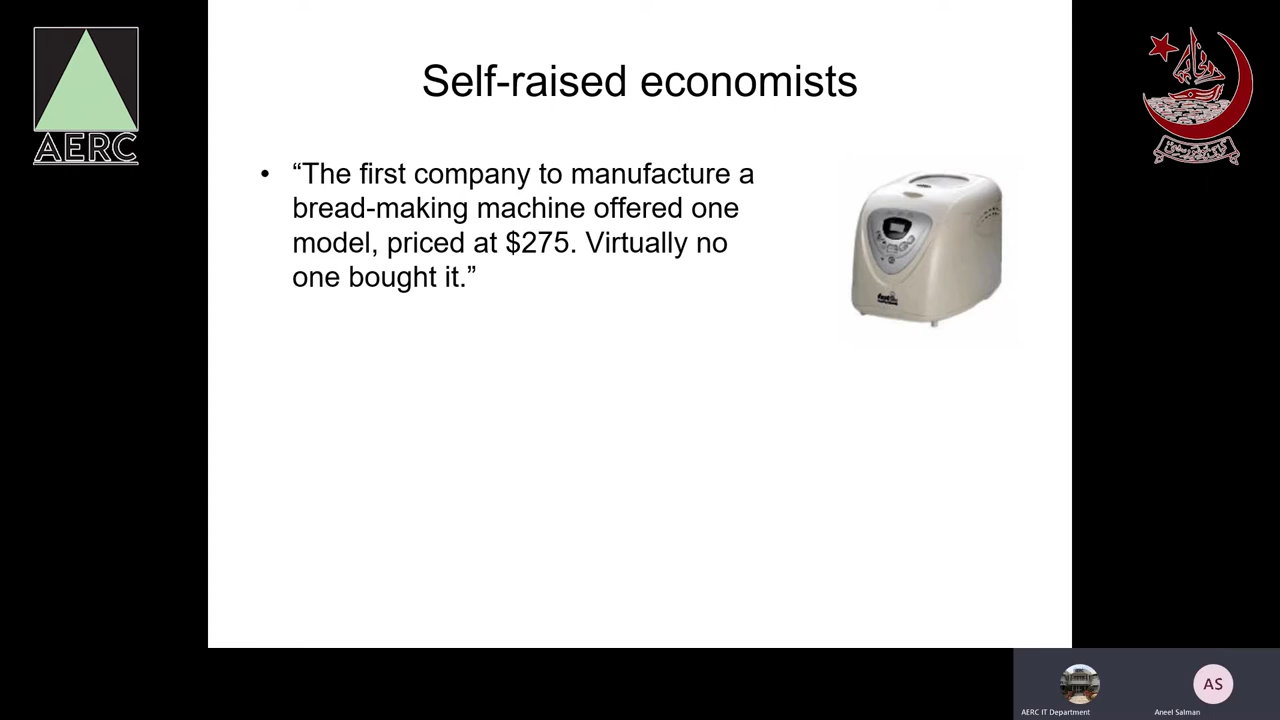 Self-raised economists
AERC
• “The first company to manufacture a
bread-making machine offered one
model, priced at $275. Virtually no
one bought it.”
AS
AERC IT Department
Aneel Salman